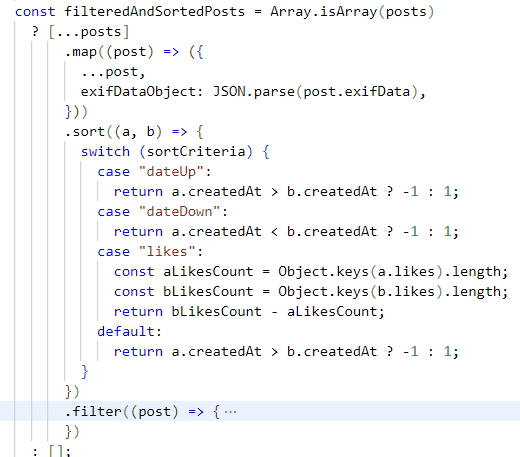 const filteredAndSortedPosts = Array.isArray(posts)
? [...posts]
.map((post) => ({
...post,
exifDataObject: JSON.parse(post.exifData),
}))
.sort((a, b) => {
switch (sortCriteria) {
case "dateUp":
return a.createdAt > b.createdAt ? -1 : 1;
case "dateDown":
return a.createdAt < b.createdAt ? -1 : 1;
case "likes":
const aLikesCount = Object.keys(a.likes).length;
const bLikesCount = Object.keys(b.likes).length;
return bLikesCount - aLikesCount;
default:
return a.createdAt > b.createdAt ? -1 : 1;
}
})
.filter((post) => { ⋯
})
: [];